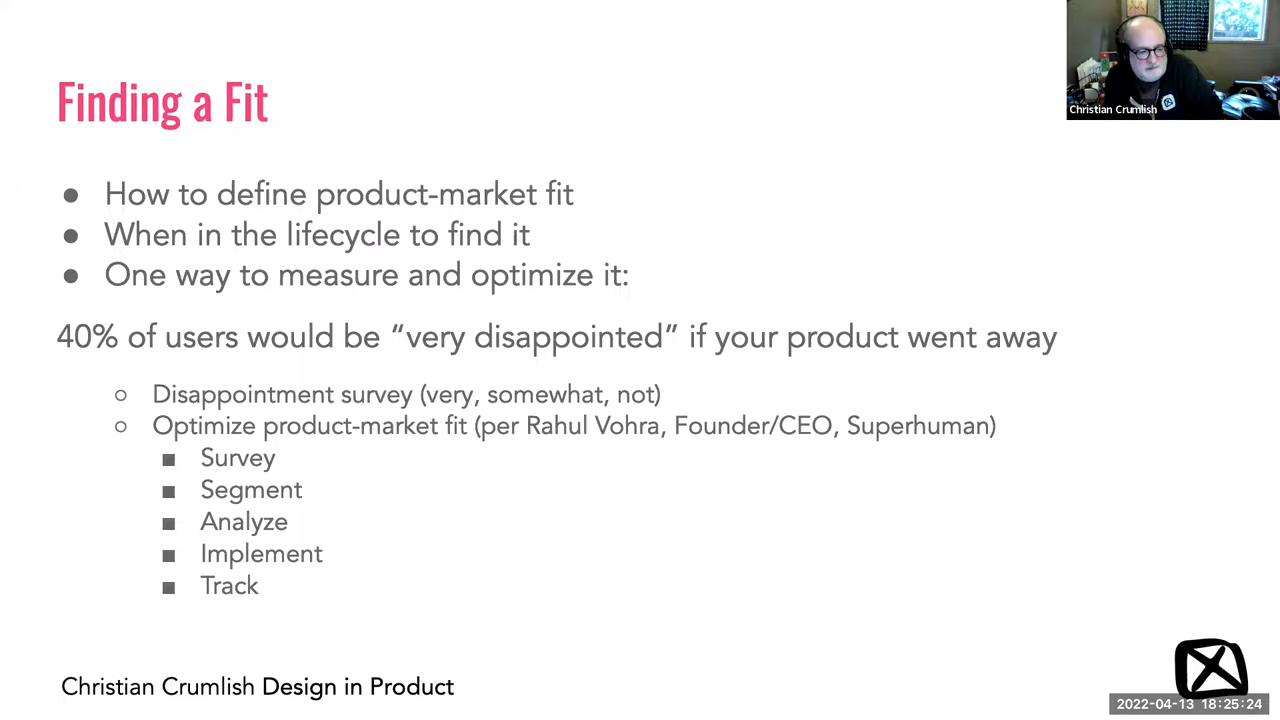 Finding a Fit
Christian Crumlish
● How to define product-market fit
● When in the lifecycle to find it
● One way to measure and optimize it:
40% of users would be “very disappointed” if your product went away
○ Disappointment survey (very, somewhat, not)
○ Optimize product-market fit (per Rahul Vohra, Founder/CEO, Superhuman)
■ Survey
■ Segment
■ Analyze
■ Implement
■ Track
Christian Crumlish Design in Product
2022-04-13 18:25:24